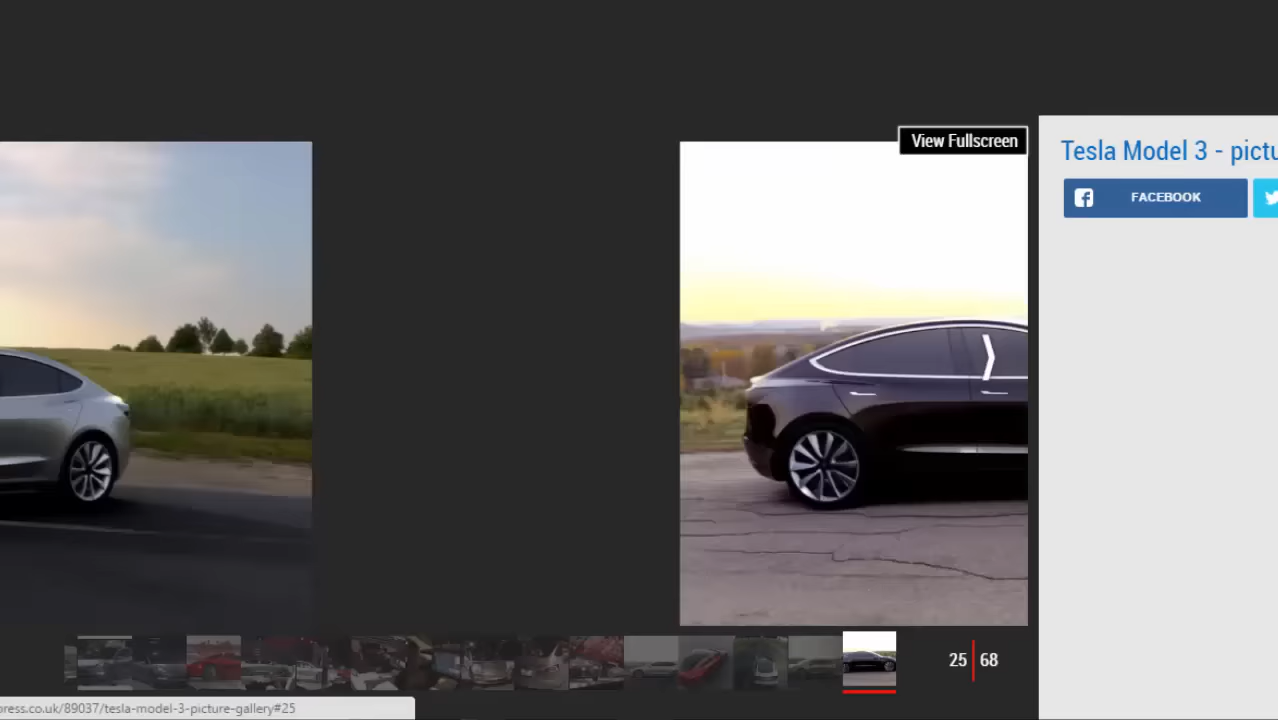 View Fullscreen
Tesla Model 3 - pictu
FACEBOOK
25 68
press.co.uk/89037/tesla-model-3-picture-gallery#25